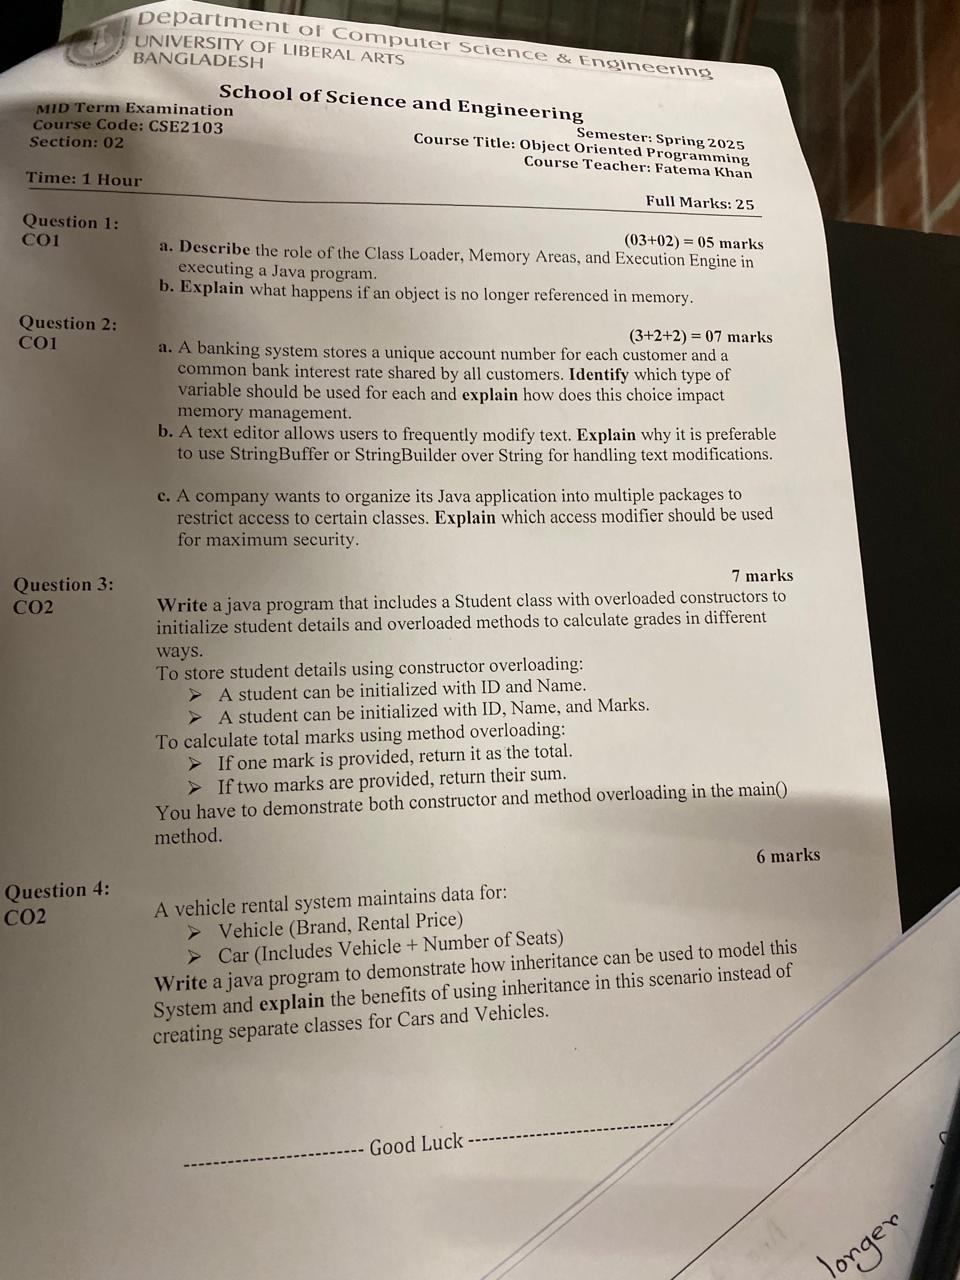 Department of Computer Science & Engineering
UNIVERSITY OF LIBERAL ARTS
BANGLADESH
School of Science and Engineering
MID Term Examination
Semester: Spring 2025
Course Code: CSE2103
Course Title: Object Oriented Programming
Section: 02
Course Teacher: Fatema Khan
Time: 1 Hour
Full Marks: 25
Question 1:
(03+02) = 05 marks
CO1
a. Describe the role of the Class Loader, Memory Areas, and Execution Engine in
executing a Java program.
b. Explain what happens if an object is no longer referenced in memory.
Question 2:
(3+2+2) = 07 marks
CO1
a. A banking system stores a unique account number for each customer and a
common bank interest rate shared by all customers. Identify which type of
variable should be used for each and explain how does this choice impact
memory management.
b. A text editor allows users to frequently modify text. Explain why it is preferable
to use StringBuffer or StringBuilder over String for handling text modifications.
c. A company wants to organize its Java application into multiple packages to
restrict access to certain classes. Explain which access modifier should be used
for maximum security.
7 marks
Question 3:
CO2
Write a java program that includes a Student class with overloaded constructors to
initialize student details and overloaded methods to calculate grades in different
ways.
To store student details using constructor overloading:
➢ A student can be initialized with ID and Name.
➢ A student can be initialized with ID, Name, and Marks.
To calculate total marks using method overloading:
➢ If one mark is provided, return it as the total.
➢ If two marks are provided, return their sum.
You have to demonstrate both constructor and method overloading in the main()
method.
6 marks
Question 4:
CO2
A vehicle rental system maintains data for:
➢ Vehicle (Brand, Rental Price)
➢ Car (Includes Vehicle + Number of Seats)
Write a java program to demonstrate how inheritance can be used to model this
System and explain the benefits of using inheritance in this scenario instead of
creating separate classes for Cars and Vehicles.
------------------------- Good Luck -----------------------------
longer